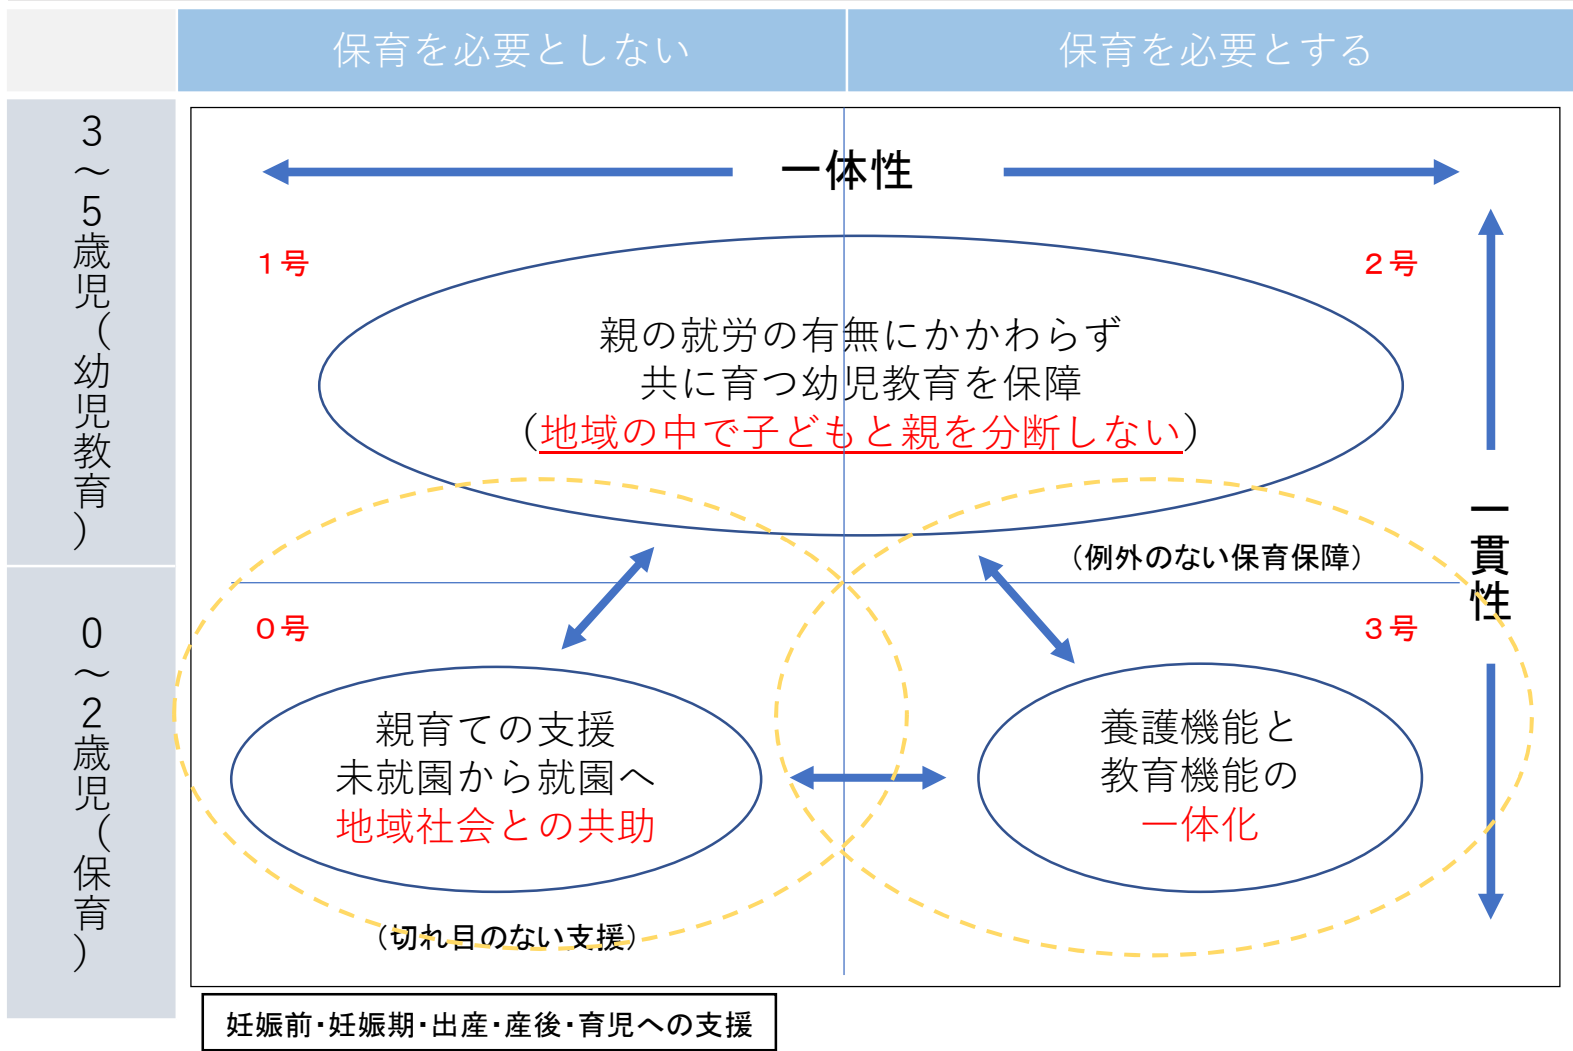 保育を必要としない
保育を必要とする
3～5歳児（幼児教育）
0～2歳児（保育）
一体性
1号
2号
親の就労の有無にかかわらず
共に育つ幼児教育を保障
（地域の中で子どもと親を分断しない）
一貫性
（例外のない保育保障）
0号
3号
親育ての支援
未就園から就園へ
地域社会との共助
養護機能と
教育機能の
一体化
（切れ目のない支援）
妊娠前・妊娠期・出産・産後・育児への支援